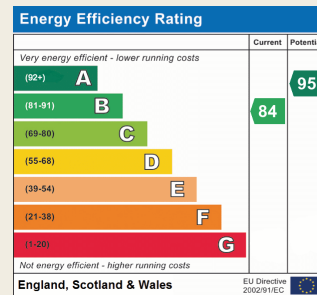 Energy Efficiency Rating
Current
Very energy efficient - lower running costs
(92+) A
95
(81-91) B
84
(69-80) C
(55-68) D
(39-54) E
(21-38) F
(1-20) G
Not energy efficient - higher running costs
England, Scotland & Wales
EU Directive
2002/91/EC